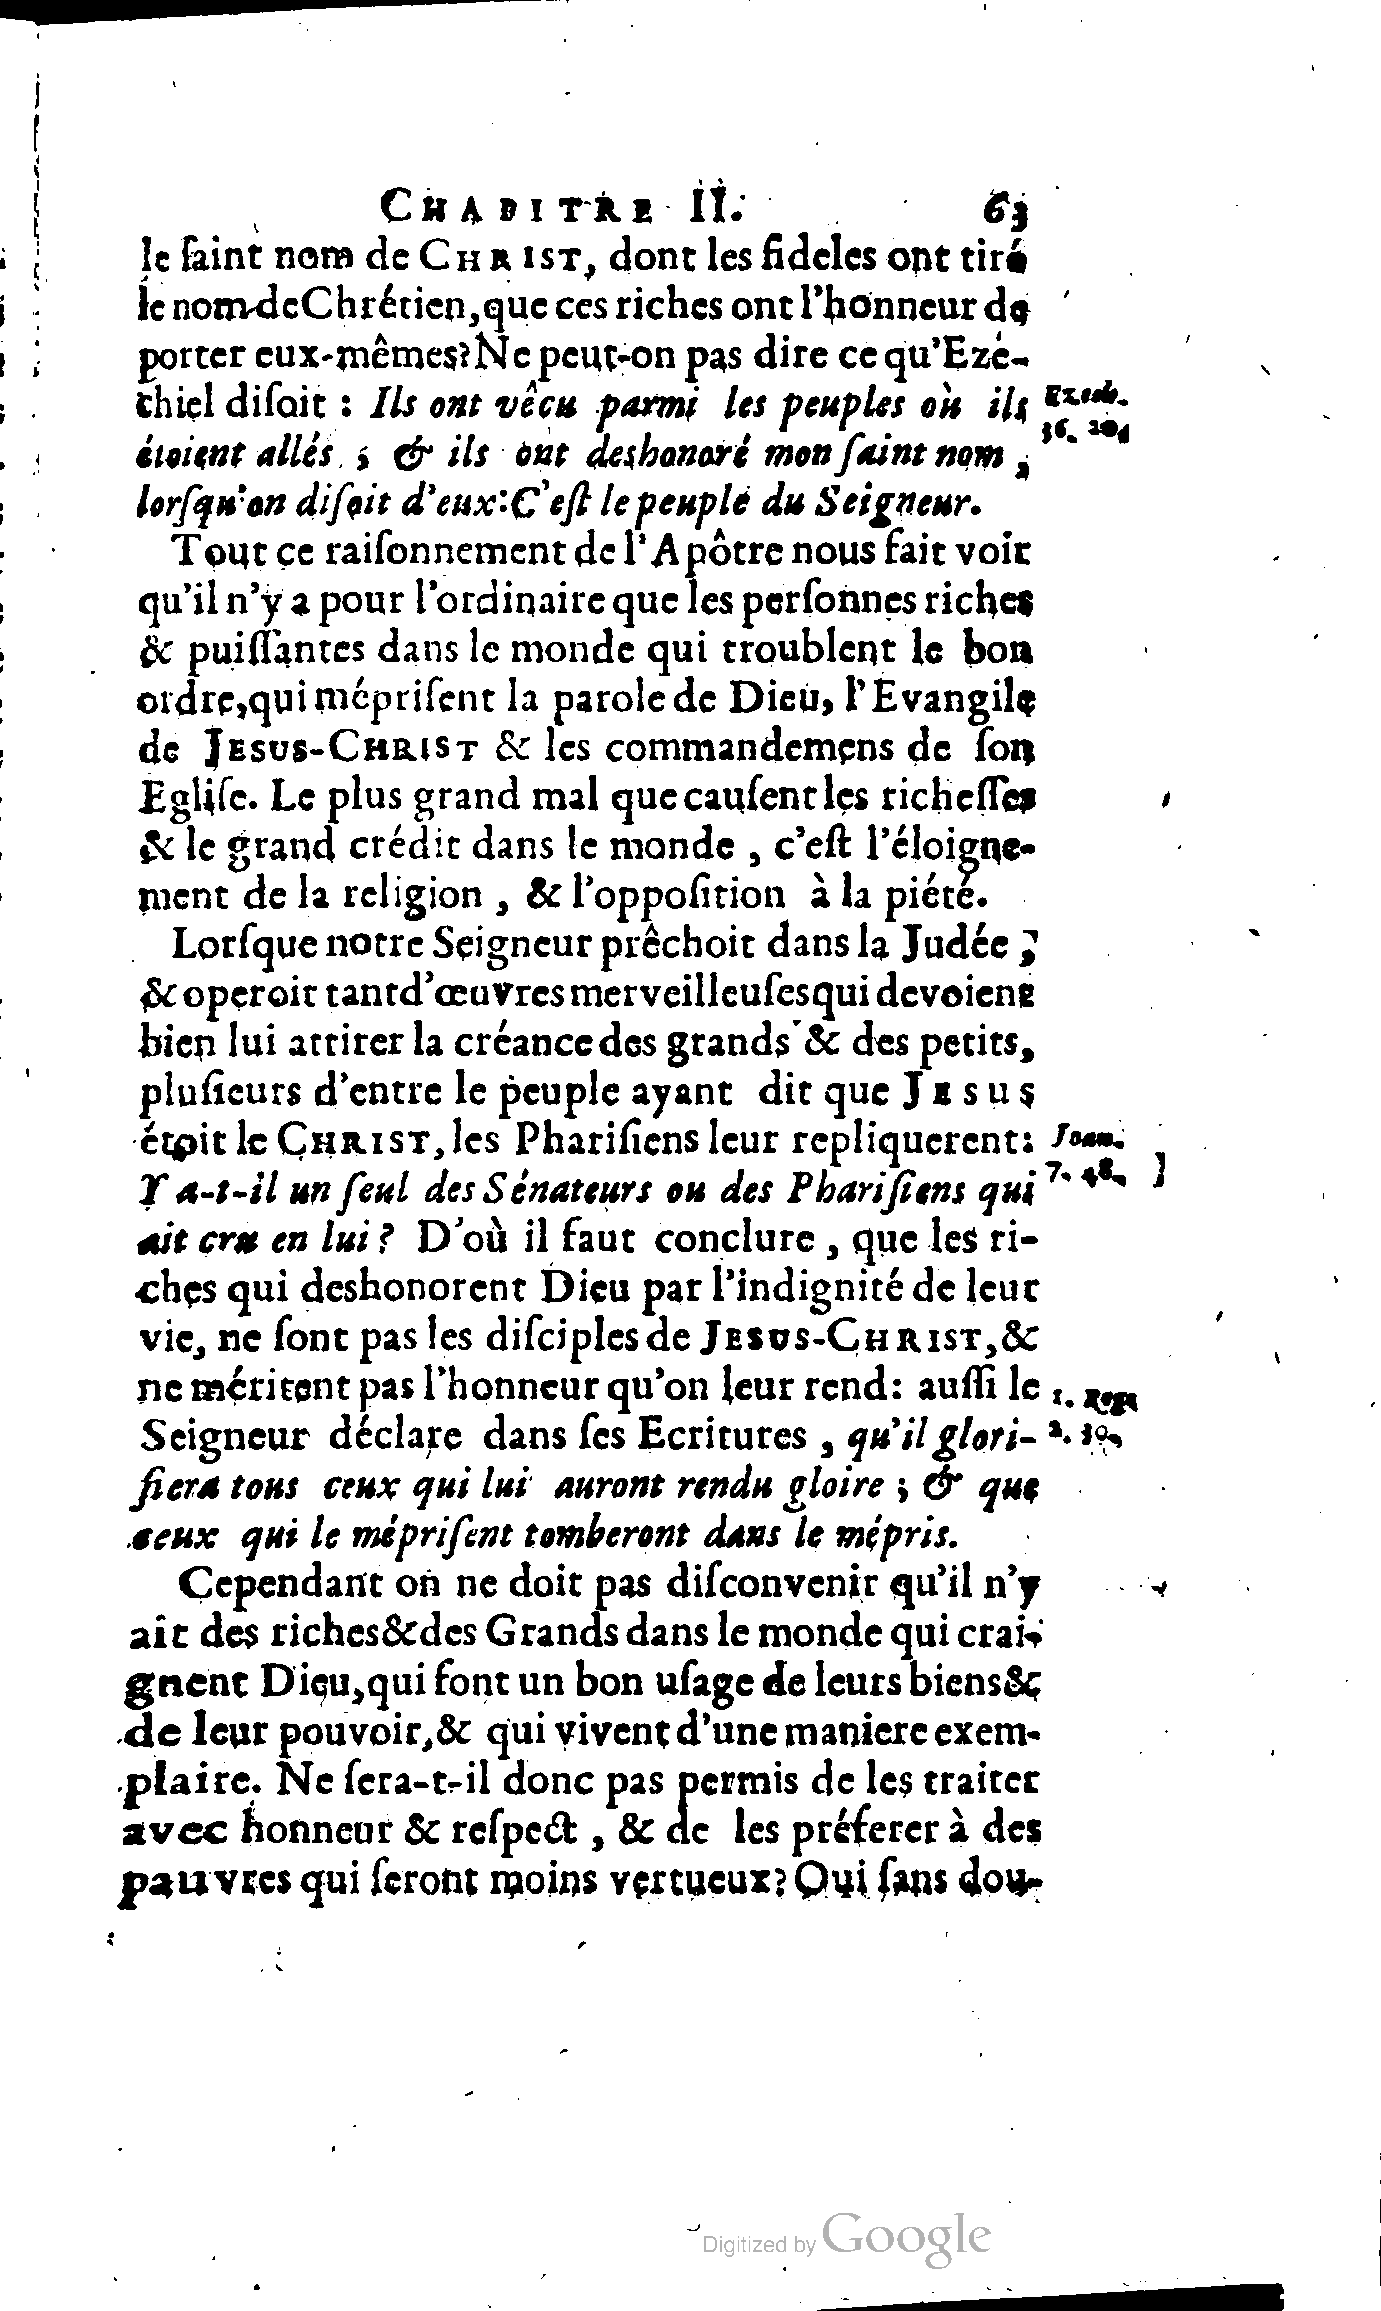 CHAPITRE II. 63
le ſaint nom de CHRIST, dont les fideles ont tiré
le nom de Chrétien, que ces riches ont l'honneur de
porter eux-mêmes? Ne peut-on pas dire ce qu'Ezé-
chiel diſoit : Ils ont vêcu parmi les peuples où ils
Ezech.
36. 20.
étoient allés ; & ils ont deshonoré mon ſaint nom ,
lorſqu'on diſoit d'eux: C'eſt le peuple du Seigneur.
Tout ce raiſonnement de l'Apôtre nous fait voir
qu'il n'y a pour l'ordinaire que les perſonnes riches
& puiſſantes dans le monde qui troublent le bon
ordre, qui mépriſent la parole de Dieu, l'Evangile
de JESUS-CHRIST & les commandemens de ſon
Egliſe. Le plus grand mal que cauſent les richeſſes
& le grand crédit dans le monde , c'eſt l'éloigne-
ment de la religion , & l'oppoſition à la piété.
Lorſque notre Seigneur prêchoit dans la Judée ,
& operoit tant d'œuvres merveilleuſes qui devoient
bien lui attirer la créance des grands & des petits,
pluſieurs d'entre le peuple ayant dit que JESUS
étoit le CHRIST, les Phariſiens leur repliquerent:
Joan.
7. 48.
Y a-t-il un ſeul des Sénateurs ou des Phariſiens qui
ait cru en lui ? D'où il faut conclure , que les ri-
ches qui deshonorent Dieu par l'indignité de leur
vie, ne ſont pas les diſciples de JESUS-CHRIST, &
ne méritent pas l'honneur qu'on leur rend: auſſi le
1. Reg.
2. 30.
Seigneur déclare dans ſes Ecritures , qu'il glori-
fiera tous ceux qui lui auront rendu gloire ; & que
ceux qui le mépriſent tomberont dans le mépris.
Cependant on ne doit pas diſconvenir qu'il n'y
ait des riches & des Grands dans le monde qui crai-
gnent Dieu, qui font un bon uſage de leurs biens &
de leur pouvoir, & qui vivent d'une maniere exem-
plaire. Ne ſera-t-il donc pas permis de les traiter
avec honneur & reſpect , & de les préferer à des
pauvres qui ſeront moins vertueux? Oui ſans dou-
Digitized by Google